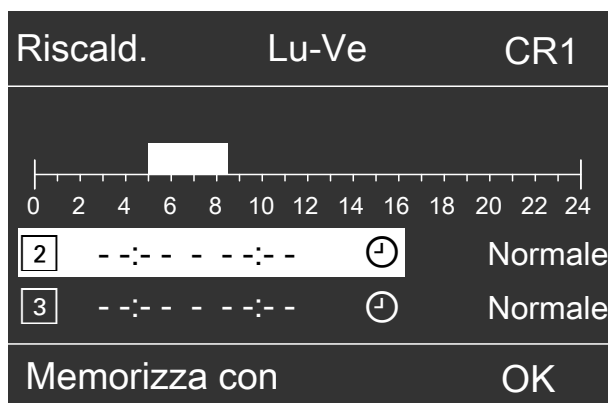 Riscald. Lu-Ve CR1
0 2 4 6 8 10 12 14 16 18 20 22 24
2 - -:- - - - -:- - Normale
3 - -:- - - - -:- - Normale
Memorizza con OK